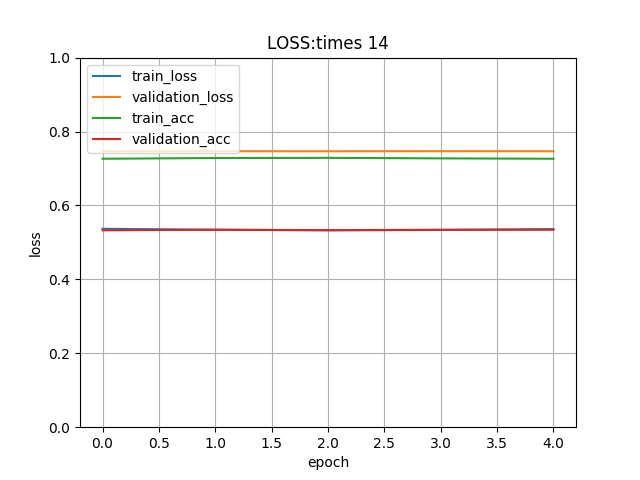 LOSS:times 14
train_loss
validation_loss
train_acc
validation_acc
loss
1.0
0.8
0.6
0.4
0.2
0.0
0.0 0.5 1.0 1.5 2.0 2.5 3.0 3.5 4.0
epoch